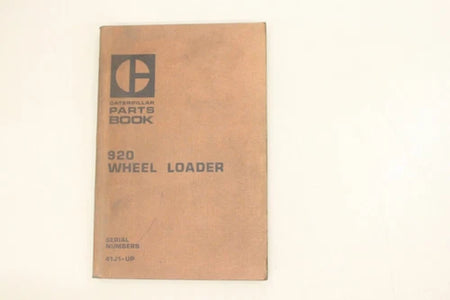 CATERPILLAR
PARTS
BOOK
920
WHEEL LOADER
SERIAL
NUMBERS
41J1-UP